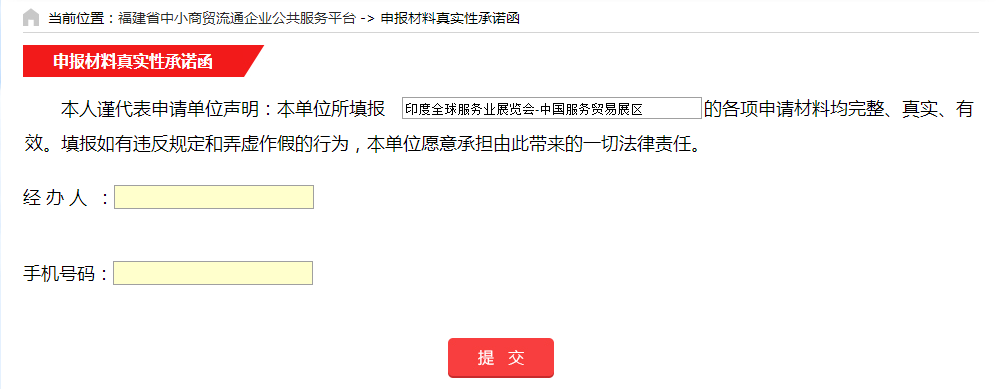 当前位置：福建省中小商贸流通企业公共服务平台 -> 申报材料真实性承诺函
申报材料真实性承诺函
本人谨代表申请单位声明：本单位所填报 印度全球服务业展览会-中国服务贸易展区 的各项申请材料均完整、真实、有
效。填报如有违反规定和弄虚作假的行为，本单位愿意承担由此带来的一切法律责任。
经 办 人 ：
手机号码：
提 交